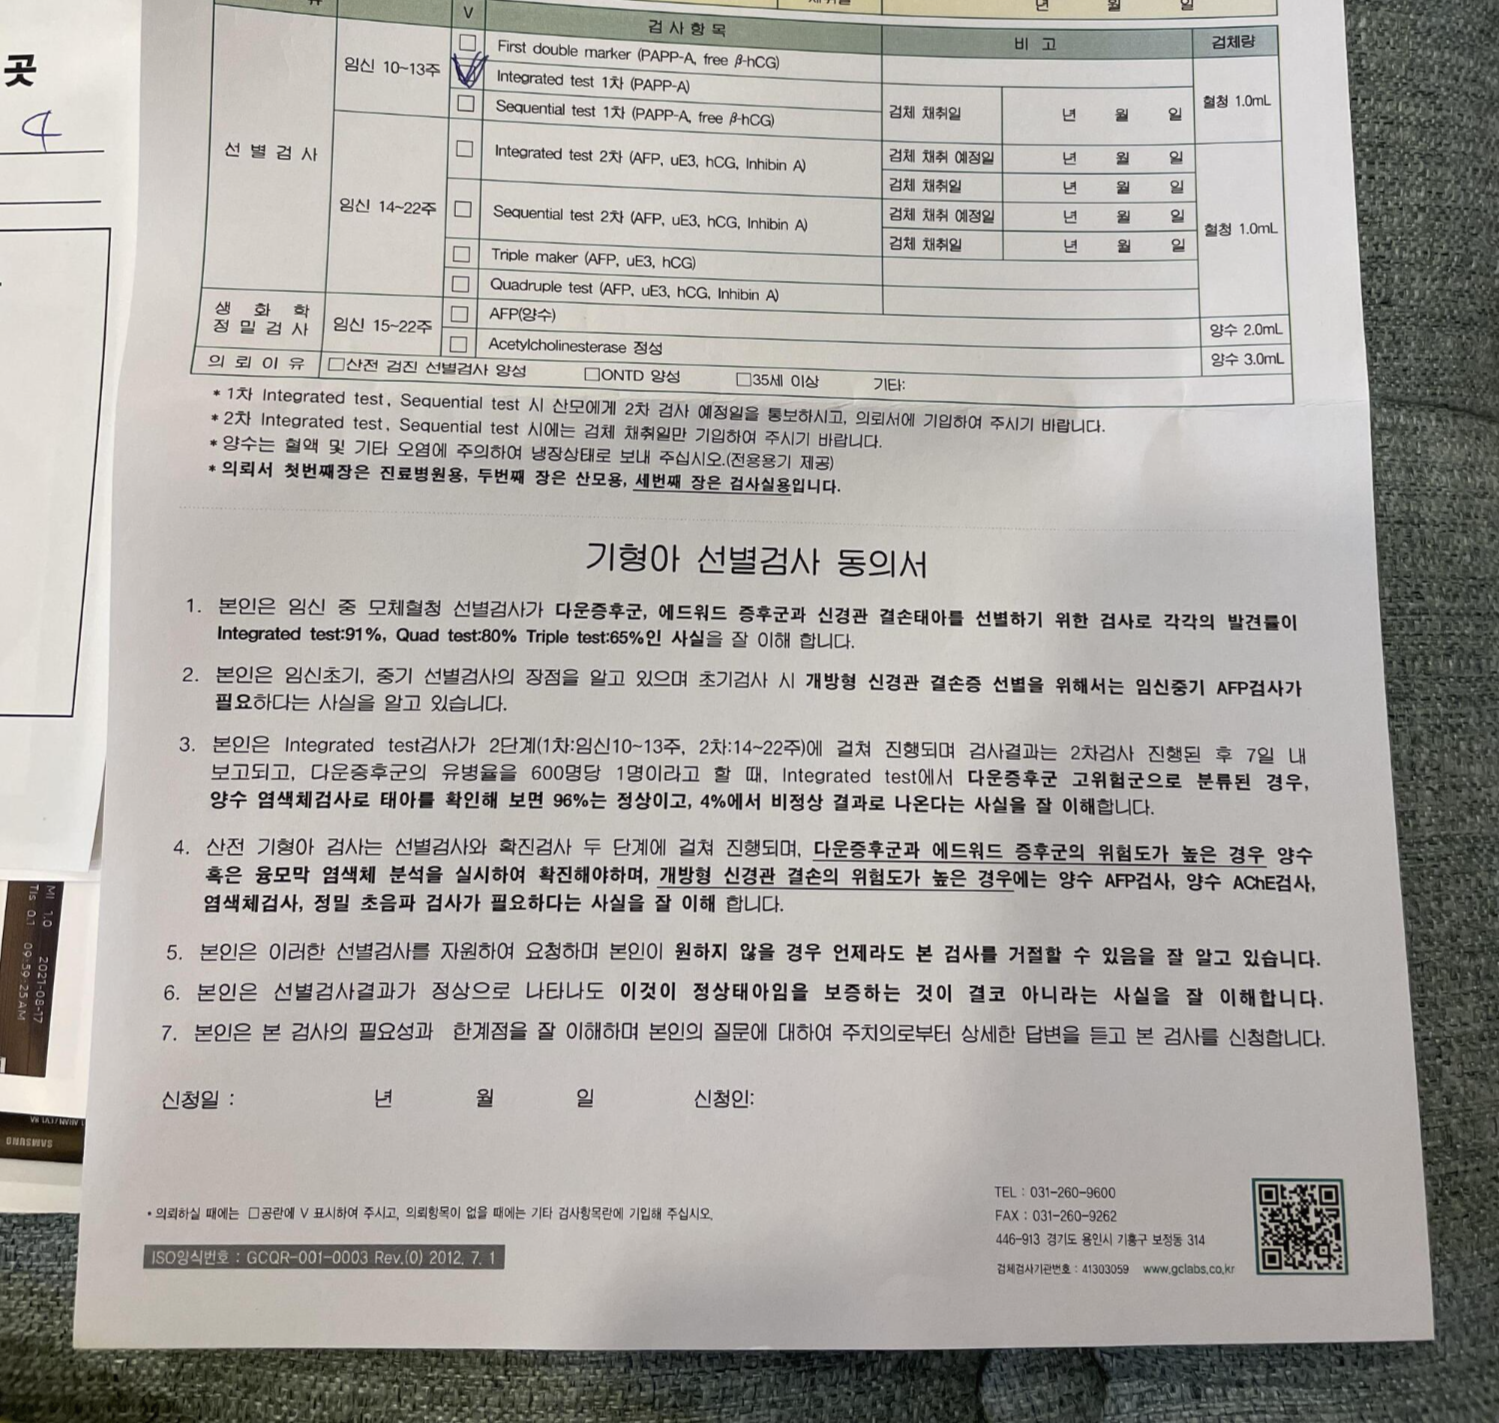 곳
4
년 월 일
V 검사항목 비 고 검체량
선 별 검 사
임신 10~13주
First double marker (PAPP-A, free β-hCG)
Integrated test 1차 (PAPP-A)
Sequential test 1차 (PAPP-A, free β-hCG)
검체 채취일 년 월 일
혈청 1.0mL
임신 14~22주
Integrated test 2차 (AFP, uE3, hCG, Inhibin A)
검체 채취 예정일 년 월 일
검체 채취일 년 월 일
Sequential test 2차 (AFP, uE3, hCG, Inhibin A)
검체 채취 예정일 년 월 일
검체 채취일 년 월 일
혈청 1.0mL
Triple maker (AFP, uE3, hCG)
Quadruple test (AFP, uE3, hCG, Inhibin A)
생 화 학
정 밀 검 사
임신 15~22주
AFP(양수)
양수 2.0mL
Acetylcholinesterase 정성
양수 3.0mL
의 뢰 이 유 □산전 검진 선별검사 양성 □ONTD 양성 □35세 이상 기타:
* 1차 Integrated test, Sequential test 시 산모에게 2차 검사 예정일을 통보하시고, 의뢰서에 기입하여 주시기 바랍니다.
* 2차 Integrated test, Sequential test 시에는 검체 채취일만 기입하여 주시기 바랍니다.
* 양수는 혈액 및 기타 오염에 주의하여 냉장상태로 보내 주십시오.(전용용기 제공)
* 의뢰서 첫번째장은 진료병원용, 두번째 장은 산모용, 세번째 장은 검사실용입니다.
기형아 선별검사 동의서
1. 본인은 임신 중 모체혈청 선별검사가 다운증후군, 에드워드 증후군과 신경관 결손태아를 선별하기 위한 검사로 각각의 발견률이
Integrated test:91%, Quad test:80% Triple test:65%인 사실을 잘 이해 합니다.
2. 본인은 임신초기, 중기 선별검사의 장점을 알고 있으며 초기검사 시 개방형 신경관 결손증 선별을 위해서는 임신중기 AFP검사가
필요하다는 사실을 알고 있습니다.
3. 본인은 Integrated test검사가 2단계(1차:임신10~13주, 2차:14~22주)에 걸쳐 진행되며 검사결과는 2차검사 진행된 후 7일 내
보고되고, 다운증후군의 유병율을 600명당 1명이라고 할 때, Integrated test에서 다운증후군 고위험군으로 분류된 경우,
양수 염색체검사로 태아를 확인해 보면 96%는 정상이고, 4%에서 비정상 결과로 나온다는 사실을 잘 이해합니다.
4. 산전 기형아 검사는 선별검사와 확진검사 두 단계에 걸쳐 진행되며, 다운증후군과 에드워드 증후군의 위험도가 높은 경우 양수
혹은 융모막 염색체 분석을 실시하여 확진해야하며, 개방형 신경관 결손의 위험도가 높은 경우에는 양수 AFP검사, 양수 AChE검사,
염색체검사, 정밀 초음파 검사가 필요하다는 사실을 잘 이해 합니다.
5. 본인은 이러한 선별검사를 자원하여 요청하며 본인이 원하지 않을 경우 언제라도 본 검사를 거절할 수 있음을 잘 알고 있습니다.
6. 본인은 선별검사결과가 정상으로 나타나도 이것이 정상태아임을 보증하는 것이 결코 아니라는 사실을 잘 이해합니다.
7. 본인은 본 검사의 필요성과 한계점을 잘 이해하며 본인의 질문에 대하여 주치의로부터 상세한 답변을 듣고 본 검사를 신청합니다.
신청일 : 년 월 일 신청인:
* 의뢰하실 때에는 □공란에 V 표시하여 주시고, 의뢰항목이 없을 때에는 기타 검사항목란에 기입해 주십시오.
ISO양식번호 : GCQR-001-0003 Rev.(0) 2012. 7. 1
TEL : 031-260-9600
FAX : 031-260-9262
446-913 경기도 용인시 기흥구 보정동 314
검체검사기관번호 : 41303059 www.gclabs.co.kr
MI 1.0 2021-08-17
TIs 0.1 09:59:25AM
SAMSUNG